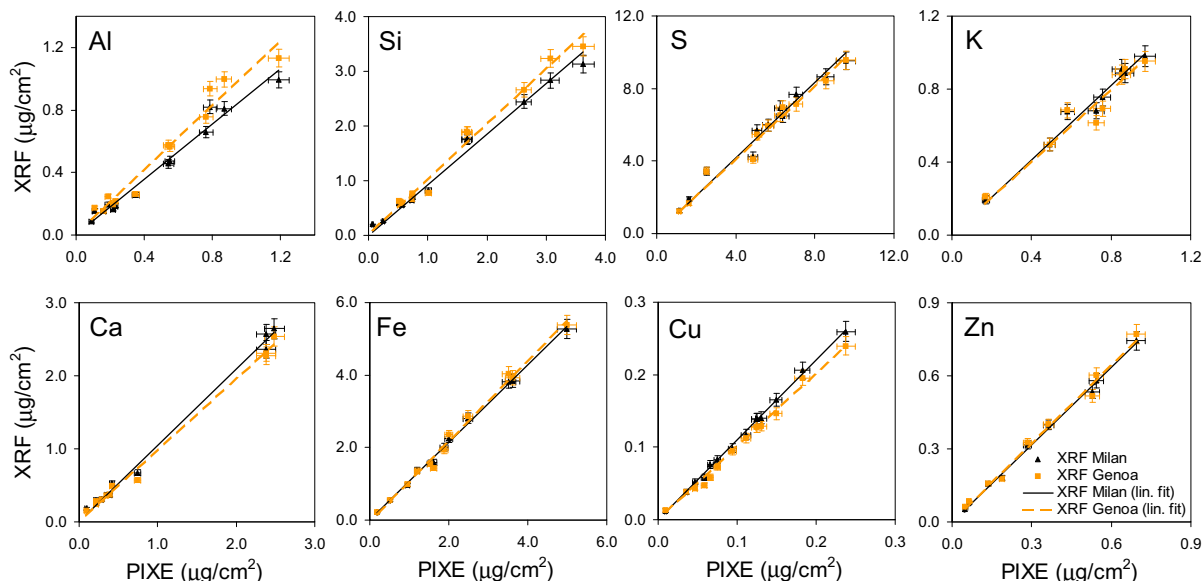 Al
Si
S
K
XRF (µg/cm²)
1.2
0.8
0.4
0.0
0.0 0.4 0.8 1.2
4.0
3.0
2.0
1.0
0.0
0.0 1.0 2.0 3.0 4.0
12.0
8.0
4.0
0.0
0.0 4.0 8.0 12.0
1.2
0.8
0.4
0.0
0.0 0.4 0.8 1.2
Ca
Fe
Cu
Zn
XRF (µg/cm²)
3.0
2.0
1.0
0.0
0.0 1.0 2.0 3.0
6.0
4.0
2.0
0.0
0.0 2.0 4.0 6.0
0.3
0.2
0.1
0.0
0.0 0.1 0.2 0.3
0.9
0.6
0.3
0.0
0.0 0.3 0.6 0.9
XRF Milan
XRF Genoa
XRF Milan (lin. fit)
XRF Genoa (lin. fit)
PIXE (µg/cm²)
PIXE (µg/cm²)
PIXE (µg/cm²)
PIXE (µg/cm²)